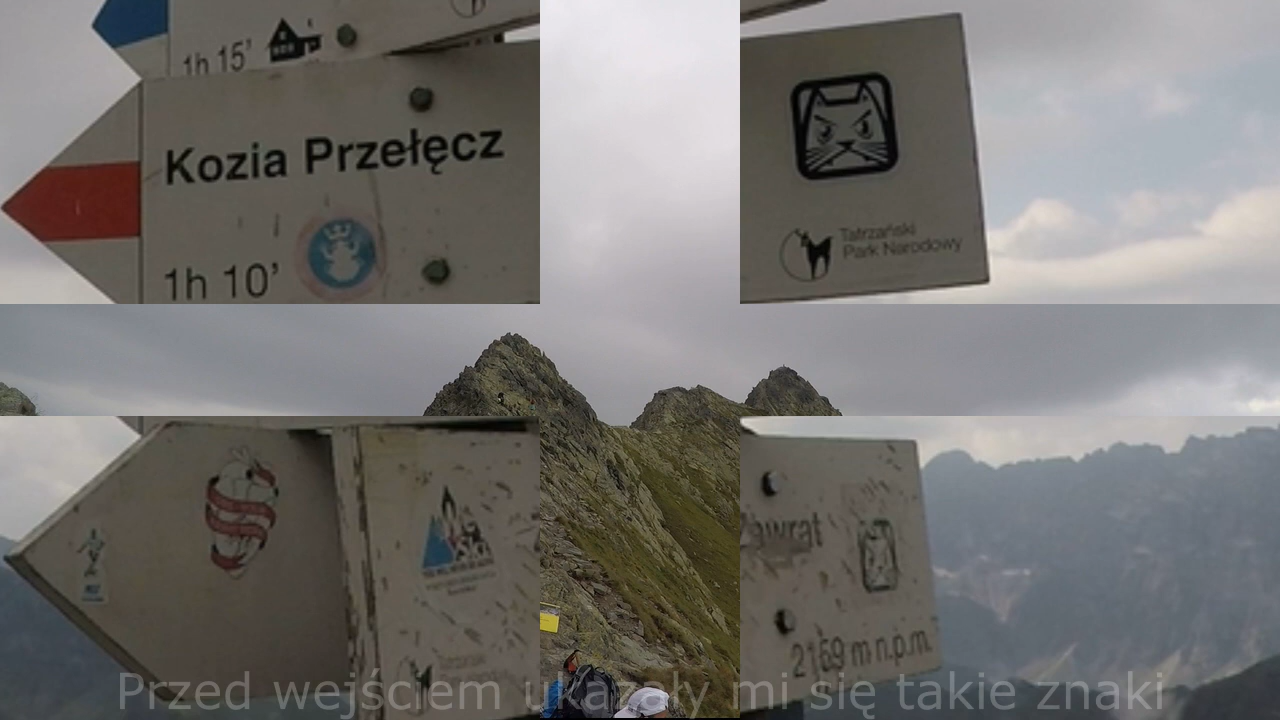 1h 15’
Kozia Przełęcz
1h 10’
Tatrzański
Park Narodowy
Zawrat
2159 m n.p.m.
Przed wejściem ukazały mi się takie znaki